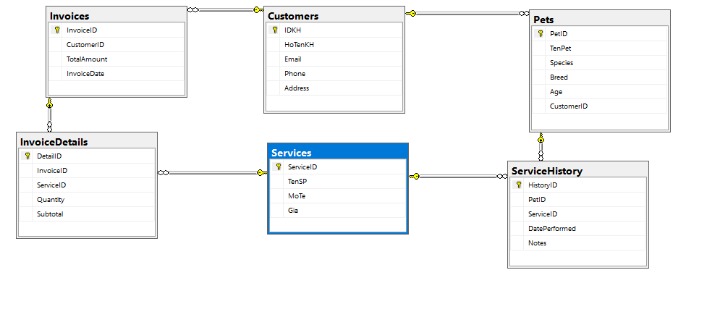 Invoices
InvoiceID
CustomerID
TotalAmount
InvoiceDate
Customers
IDKH
HoTenKH
Email
Phone
Address
Pets
PetID
TenPet
Species
Breed
Age
CustomerID
InvoiceDetails
DetailID
InvoiceID
ServiceID
Quantity
Subtotal
Services
ServiceID
TenSP
MoTe
Gia
ServiceHistory
HistoryID
PetID
ServiceID
DatePerformed
Notes